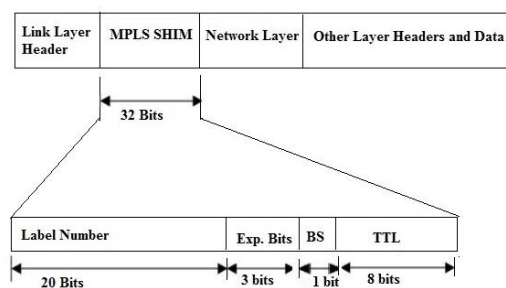 Link Layer Header
MPLS SHIM
Network Layer
Other Layer Headers and Data
32 Bits
Label Number
Exp. Bits
BS
TTL
20 Bits
3 bits
1 bit
8 bits